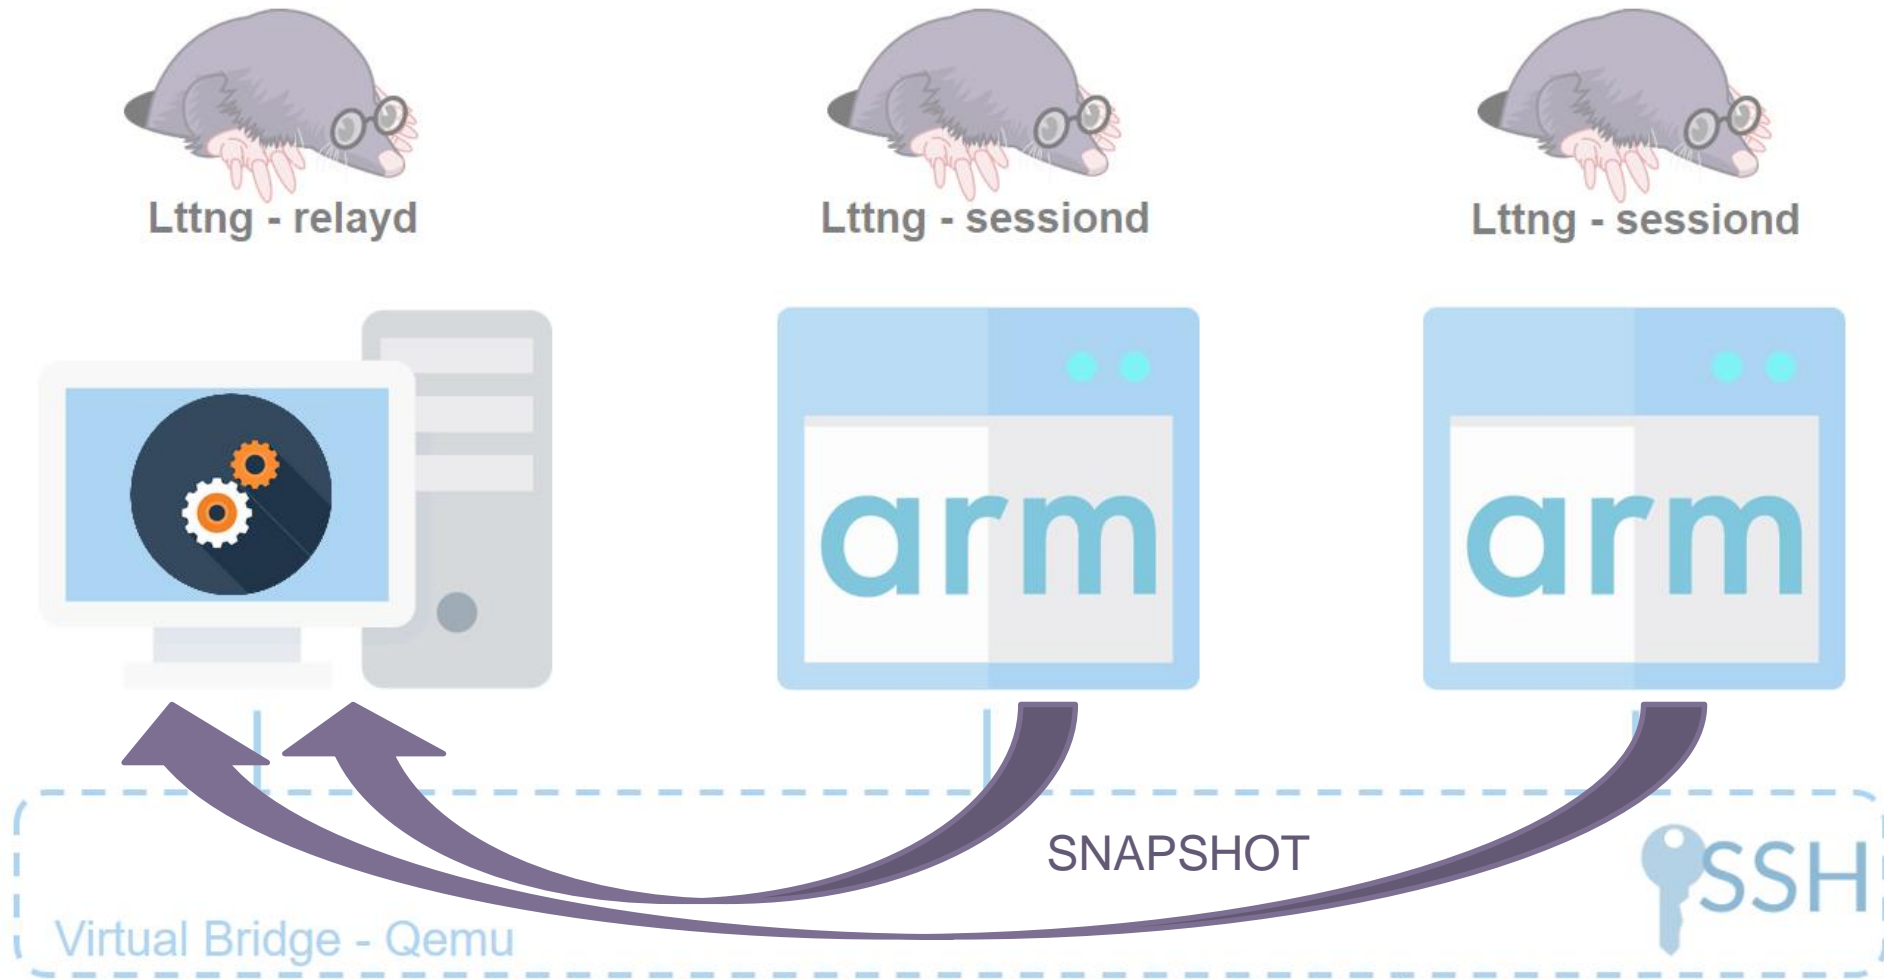 Lttng - relayd
Lttng - sessiond
Lttng - sessiond
arm
arm
SNAPSHOT
SSH
Virtual Bridge - Qemu